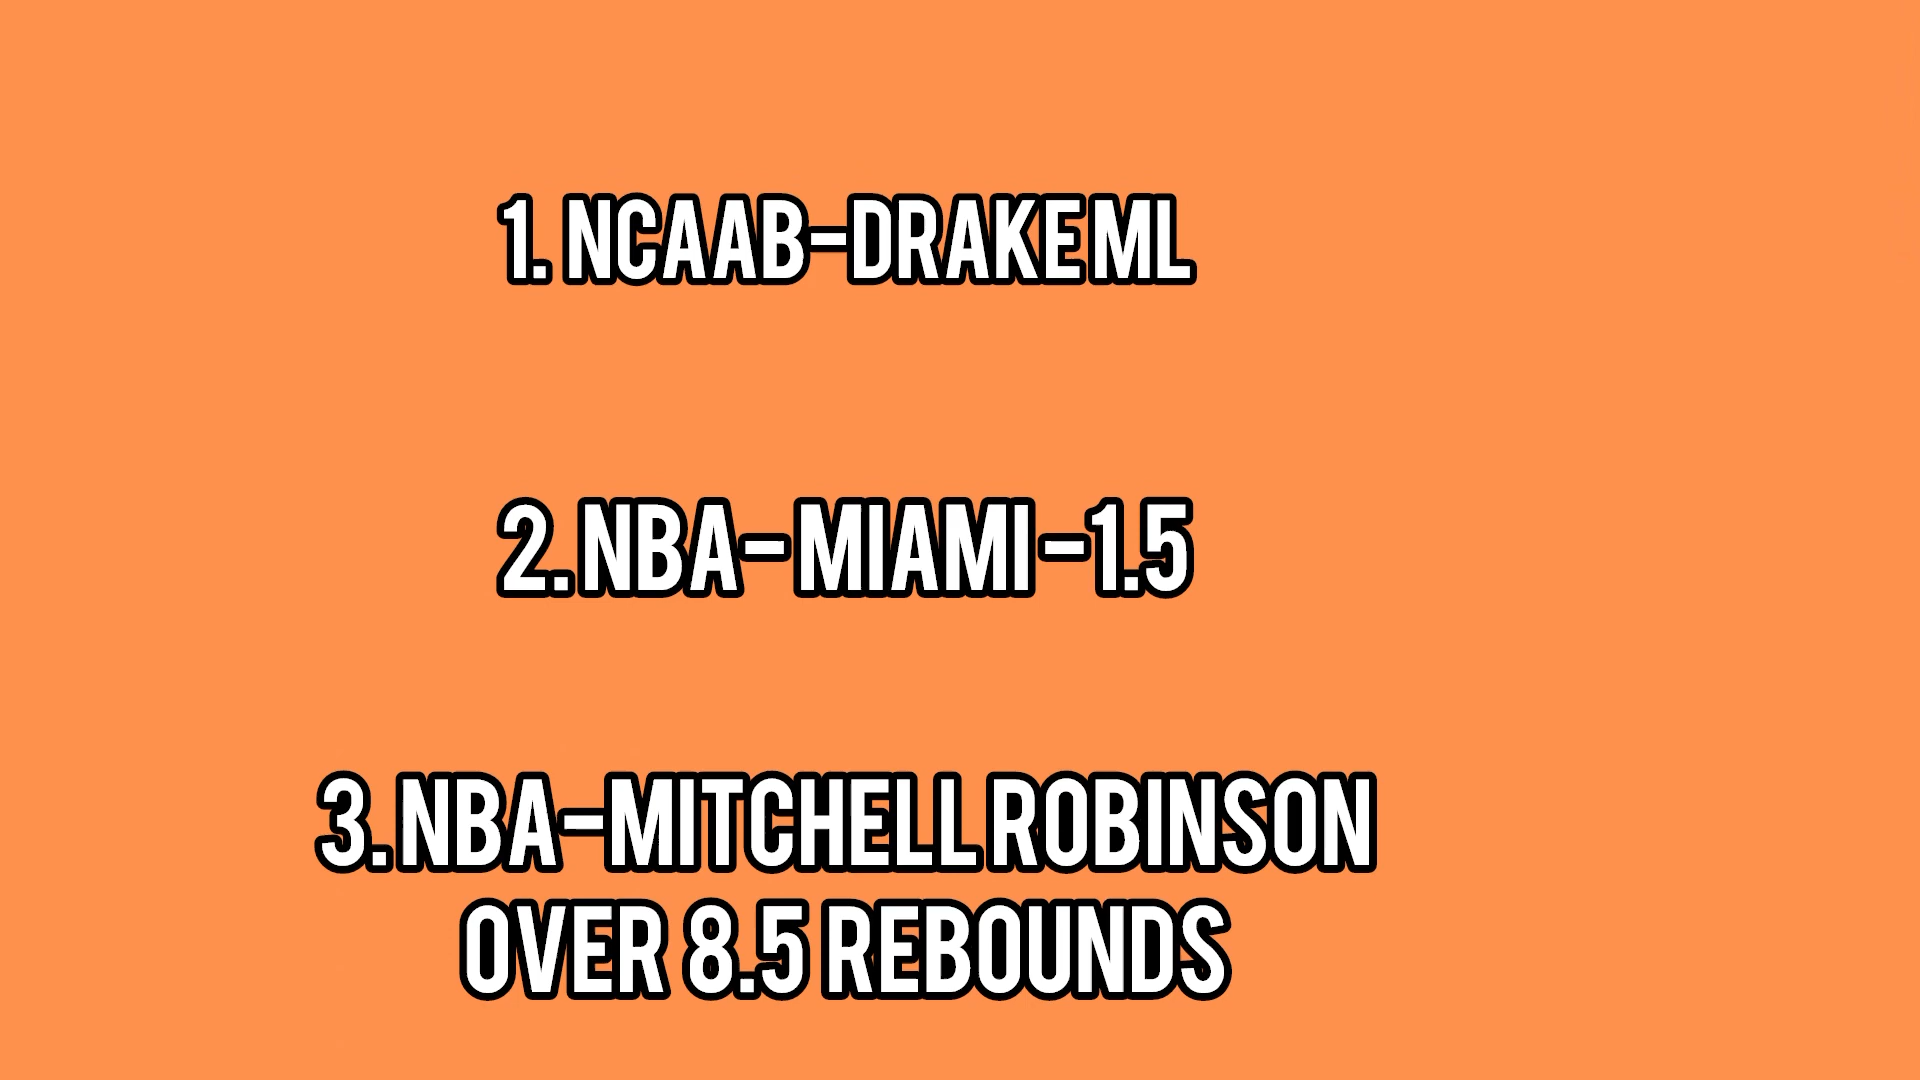 1. NCAAB-DRAKE ML
2. NBA - MIAMI -1.5
3. NBA -MITCHELL ROBINSON
OVER 8.5 REBOUNDS